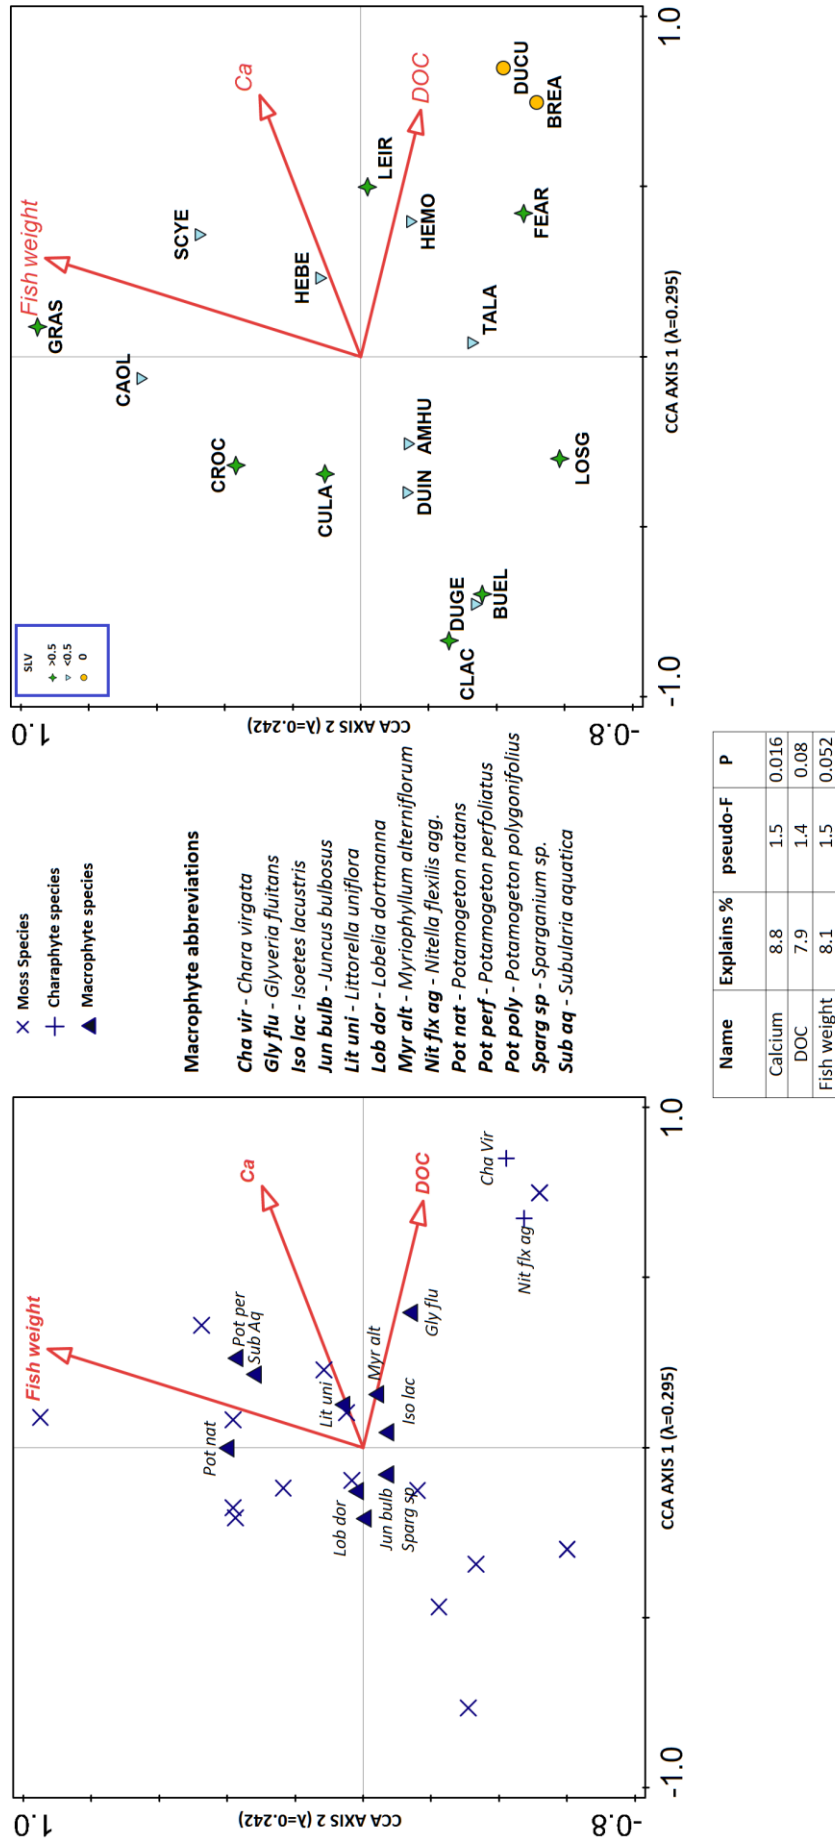 1.0
-0.8
CCA AXIS 2 (λ=0.242)
-1.0
1.0
CCA AXIS 1 (λ=0.295)
Fish weight
Ca
DOC
Pot nat
Pot per
Sub Aq
Lit uni
Myr alt
Lob dor
Iso lac
Jun bulb
Sparg sp
Gly flu
Cha Vir
Nit flx ag
Moss Species
Charaphyte species
Macrophyte species
Macrophyte abbreviations
Cha vir - Chara virgata
Gly flu - Glyveria fluitans
Iso lac - Isoetes lacustris
Jun bulb - Juncus bulbosus
Lit uni - Littorella uniflora
Lob dor - Lobelia dortmanna
Myr alt - Myriophyllum alterniflorum
Nit flx ag - Nitella flexilis agg.
Pot nat - Potamogeton natans
Pot perf - Potamogeton perfoliatus
Pot poly - Potamogeton polygonifolius
Sparg sp - Sparganium sp.
Sub aq - Subularia aquatica
1.0
-0.8
CCA AXIS 2 (λ=0.242)
-1.0
1.0
CCA AXIS 1 (λ=0.295)
SLV
>0.5
<0.5
0
Fish weight
Ca
DOC
GRAS
CAOL
SCYE
CROC
HEBE
CULA
LEIR
AMHU
DUIN
HEMO
TALA
DUGE
BUEL
CLAC
LOSG
FEAR
DUCU
BREA
Name Explains % pseudo-F P
Calcium 8.8 1.5 0.016
DOC 7.9 1.4 0.08
Fish weight 8.1 1.5 0.052